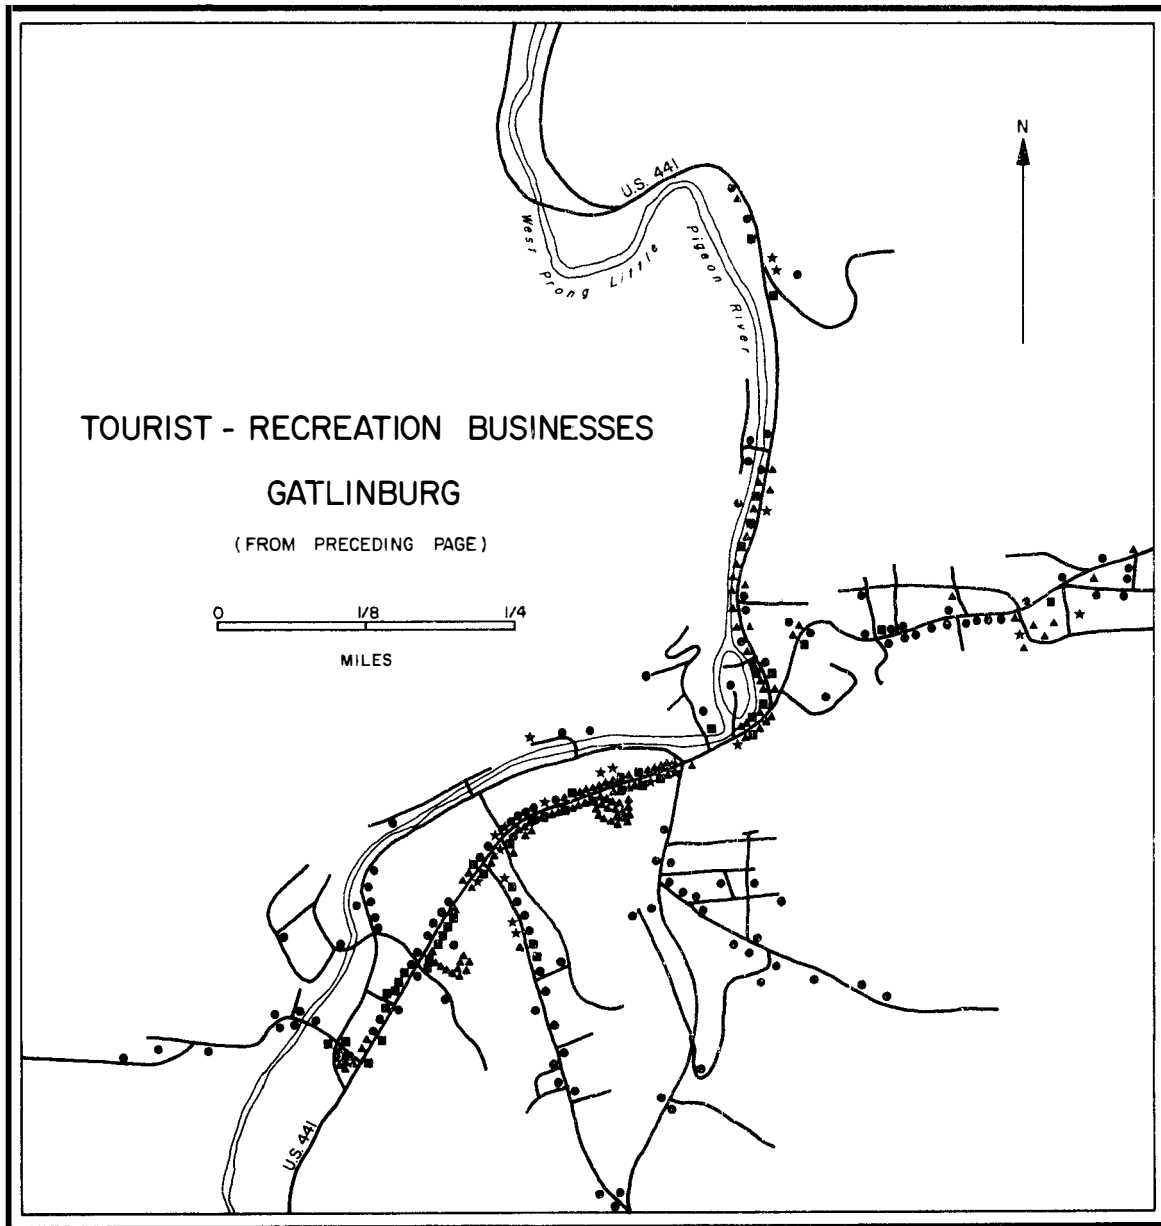 N
U.S. 441
West Prong Little Pigeon River
TOURIST - RECREATION BUSINESSES
GATLINBURG
(FROM PRECEDING PAGE)
0 1/8 1/4
MILES
U.S. 441